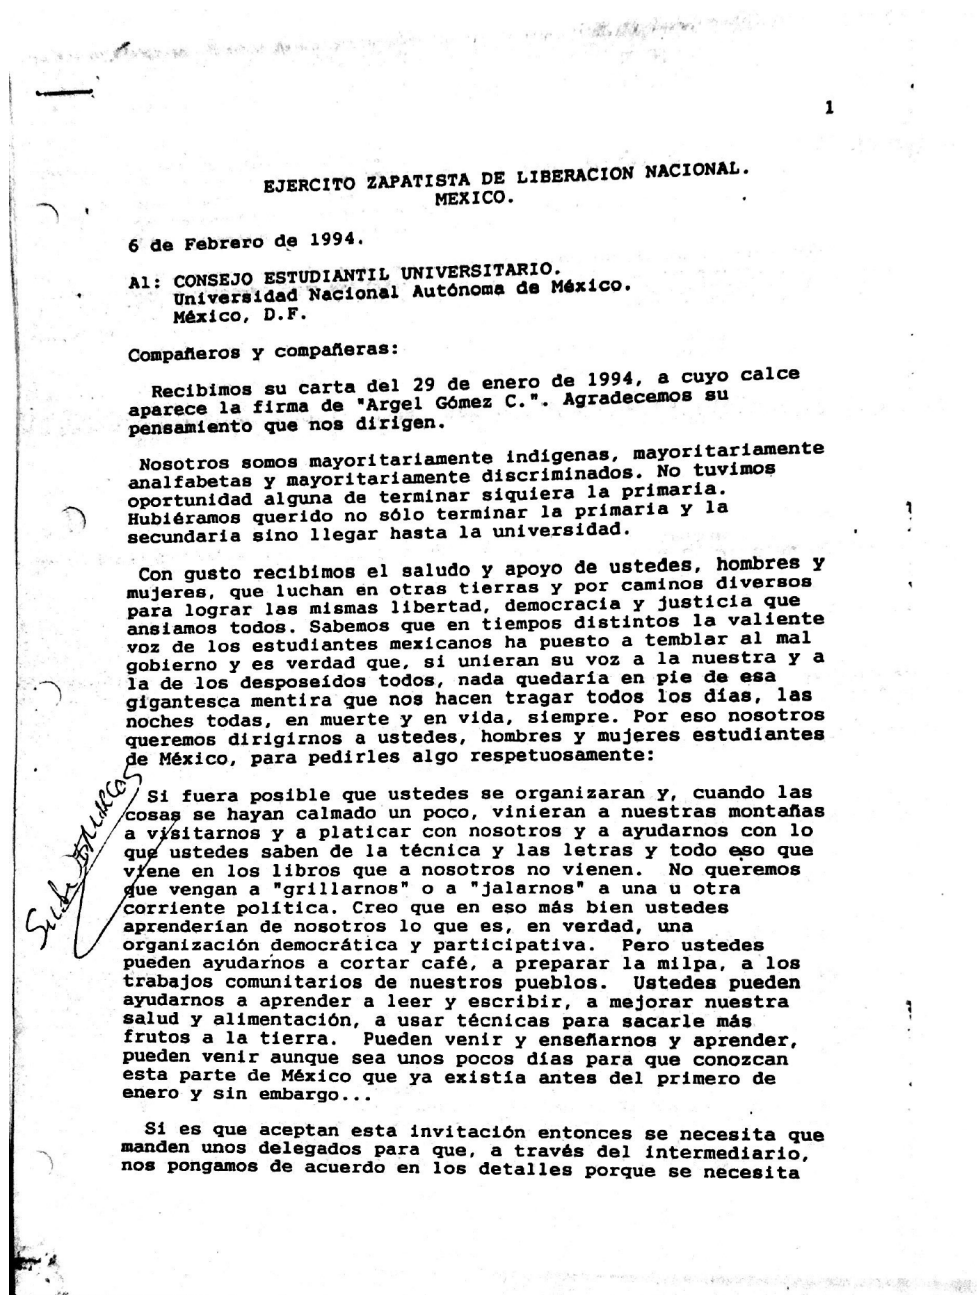 1
EJERCITO ZAPATISTA DE LIBERACION NACIONAL.
MEXICO.
6 de Febrero de 1994.
Al: CONSEJO ESTUDIANTIL UNIVERSITARIO.
Universidad Nacional Autónoma de México.
México, D.F.
Compañeros y compañeras:
Recibimos su carta del 29 de enero de 1994, a cuyo calce
aparece la firma de "Argel Gómez C.". Agradecemos su
pensamiento que nos dirigen.
Nosotros somos mayoritariamente indígenas, mayoritariamente
analfabetas y mayoritariamente discriminados. No tuvimos
oportunidad alguna de terminar siquiera la primaria.
Hubiéramos querido no sólo terminar la primaria y la
secundaria sino llegar hasta la universidad.
Con gusto recibimos el saludo y apoyo de ustedes, hombres y
mujeres, que luchan en otras tierras y por caminos diversos
para lograr las mismas libertad, democracia y justicia que
ansiamos todos. Sabemos que en tiempos distintos la valiente
voz de los estudiantes mexicanos ha puesto a temblar al mal
gobierno y es verdad que, si unieran su voz a la nuestra y a
la de los desposeídos todos, nada quedaría en pie de esa
gigantesca mentira que nos hacen tragar todos los días, las
noches todas, en muerte y en vida, siempre. Por eso nosotros
queremos dirigirnos a ustedes, hombres y mujeres estudiantes
de México, para pedirles algo respetuosamente:
Si fuera posible que ustedes se organizaran y, cuando las
cosas se hayan calmado un poco, vinieran a nuestras montañas
a visitarnos y a platicar con nosotros y a ayudarnos con lo
que ustedes saben de la técnica y las letras y todo eso que
viene en los libros que a nosotros no vienen. No queremos
que vengan a "grillarnos" o a "jalarnos" a una u otra
corriente política. Creo que en eso más bien ustedes
aprenderían de nosotros lo que es, en verdad, una
organización democrática y participativa. Pero ustedes
pueden ayudarnos a cortar café, a preparar la milpa, a los
trabajos comunitarios de nuestros pueblos. Ustedes pueden
ayudarnos a aprender a leer y escribir, a mejorar nuestra
salud y alimentación, a usar técnicas para sacarle más
frutos a la tierra. Pueden venir y enseñarnos y aprender,
pueden venir aunque sea unos pocos días para que conozcan
esta parte de México que ya existía antes del primero de
enero y sin embargo...
Si es que aceptan esta invitación entonces se necesita que
manden unos delegados para que, a través del intermediario,
nos pongamos de acuerdo en los detalles porque se necesita